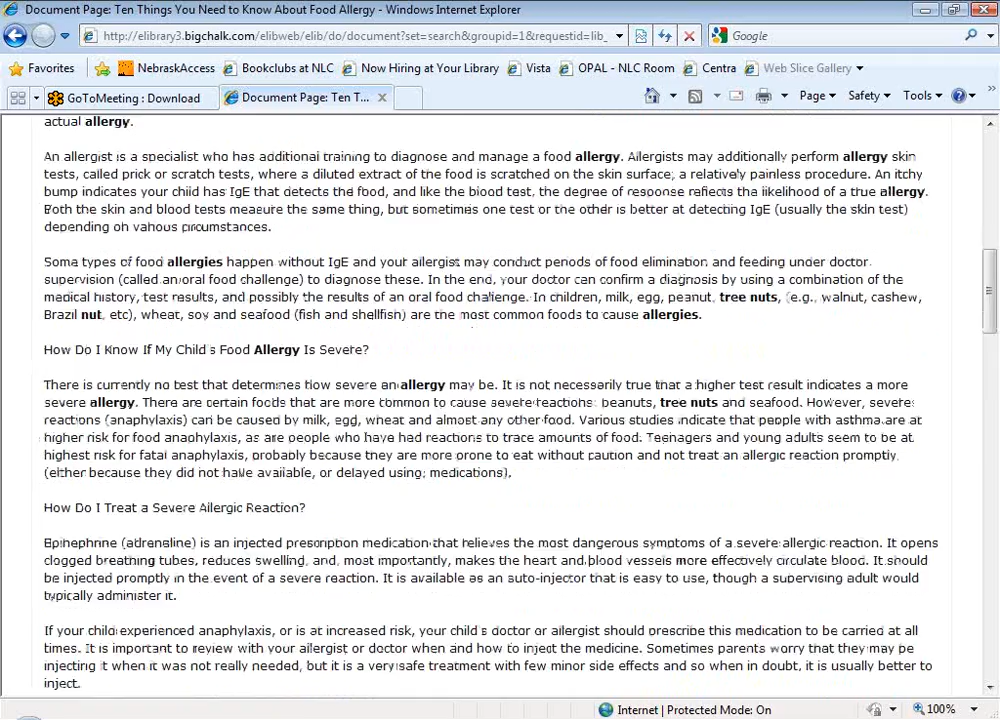 Document Page: Ten Things You Need to Know About Food Allergy - Windows Internet Explorer
http://elibrary3.bigchalk.com/elibweb/elib/do/document?set=search&groupid=1&requestid=lib_
Google
Favorites NebraskAccess Bookclubs at NLC Now Hiring at Your Library Vista OPAL - NLC Room Centra Web Slice Gallery
GoToMeeting : Download Document Page: Ten T... Page Safety Tools
actual allergy.
An allergist is a specialist who has additional training to diagnose and manage a food allergy. Allergists may additionally perform allergy skin
tests, called prick or scratch tests, where a diluted extract of the food is scratched on the skin surface; a relatively painless procedure. An itchy
bump indicates your child has IgE that detects the food, and like the blood test, the degree of response reflects the likelihood of a true allergy.
Both the skin and blood tests measure the same thing, but sometimes one test or the other is better at detecting IgE (usually the skin test)
depending on various circumstances.
Some types of food allergies happen without IgE and your allergist may conduct periods of food elimination and feeding under doctor
supervision (called an oral food challenge) to diagnose these. In the end, your doctor can confirm a diagnosis by using a combination of the
medical history, test results, and possibly the results of an oral food challenge. In children, milk, egg, peanut, tree nuts, (e.g., walnut, cashew,
Brazil nut, etc), wheat, soy and seafood (fish and shellfish) are the most common foods to cause allergies.
How Do I Know If My Child's Food Allergy Is Severe?
There is currently no test that determines how severe an allergy may be. It is not necessarily true that a higher test result indicates a more
severe allergy. There are certain foods that are more common to cause severe reactions: peanuts, tree nuts and seafood. However, severe
reactions (anaphylaxis) can be caused by milk, egg, wheat and almost any other food. Various studies indicate that people with asthma are at
higher risk for food anaphylaxis, as are people who have had reactions to trace amounts of food. Teenagers and young adults seem to be at
highest risk for fatal anaphylaxis, probably because they are more prone to eat without caution and not treat an allergic reaction promptly
(either because they did not have available, or delayed using; medications).
How Do I Treat a Severe Allergic Reaction?
Epinephrine (adrenaline) is an injected prescription medication that relieves the most dangerous symptoms of a severe allergic reaction. It opens
clogged breathing tubes, reduces swelling, and, most importantly, makes the heart and blood vessels more effectively circulate blood. It should
be injected promptly in the event of a severe reaction. It is available as an auto-injector that is easy to use, though a supervising adult would
typically administer it.
If your child experienced anaphylaxis, or is at increased risk, your child's doctor or allergist should prescribe this medication to be carried at all
times. It is important to review with your allergist or doctor when and how to inject the medicine. Sometimes parents worry that they may be
injecting it when it was not really needed, but it is a very safe treatment with few minor side effects and so when in doubt, it is usually better to
inject.
Internet | Protected Mode: On 100%